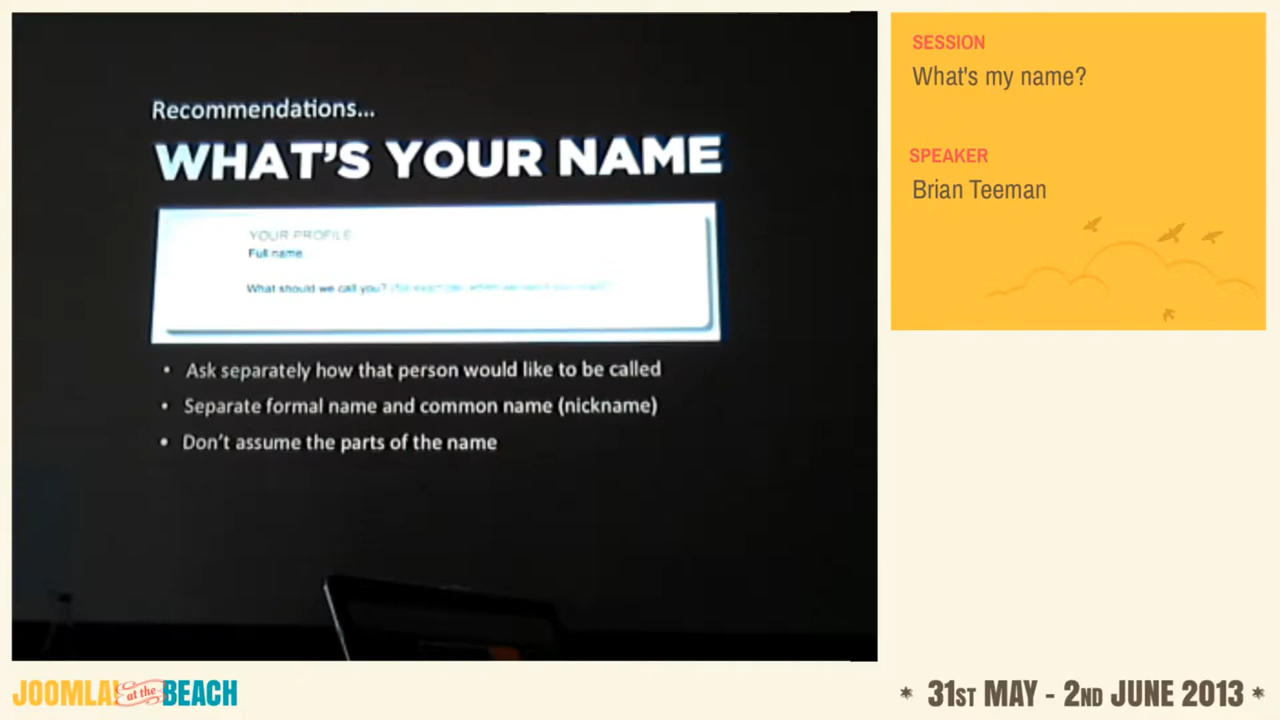 Recommendations...
WHAT'S YOUR NAME
YOUR PROFILE
Full name
What should we call you?
• Ask separately how that person would like to be called
• Separate formal name and common name (nickname)
• Don't assume the parts of the name
SESSION
What's my name?
SPEAKER
Brian Teeman
JOOMLA! at the BEACH
* 31ST MAY - 2ND JUNE 2013 *